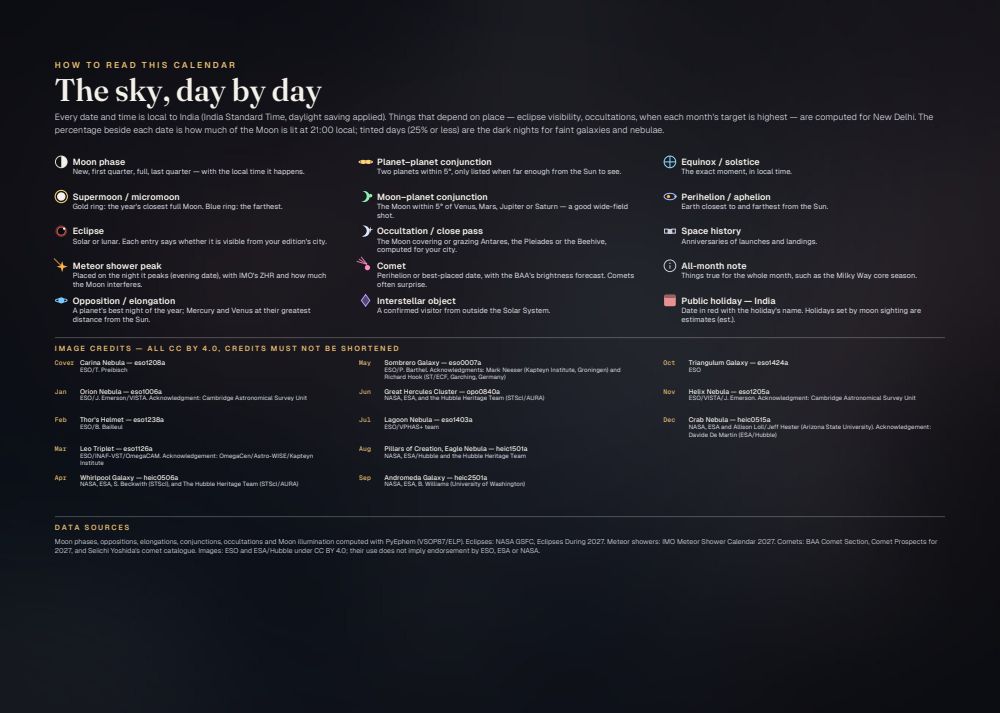 HOW TO READ THIS CALENDAR
The sky, day by day
Every date and time is local to India (India Standard Time, daylight saving applied). Things that depend on place — eclipse visibility, occultations, when each month's target is highest — are computed for New Delhi. The
percentage beside each date is how much of the Moon is lit at 21:00 local; tinted days (25% or less) are the dark nights for faint galaxies and nebulae.
Moon phase
New, first quarter, full, last quarter — with the local time it happens.
Supermoon / micromoon
Gold ring: the year's closest full Moon. Blue ring: the farthest.
Eclipse
Solar or lunar. Each entry says whether it is visible from your edition's city.
Meteor shower peak
Placed on the night it peaks (evening date), with IMO's ZHR and how much
the Moon interferes.
Opposition / elongation
A planet's best night of the year; Mercury and Venus at their greatest
distance from the Sun.
Planet–planet conjunction
Two planets within 5°, only listed when far enough from the Sun to see.
Moon–planet conjunction
The Moon within 5° of Venus, Mars, Jupiter or Saturn — a good wide-field
shot.
Occultation / close pass
The Moon covering or grazing Antares, the Pleiades or the Beehive,
computed for your city.
Comet
Perihelion or best-placed date, with the BAA's brightness forecast. Comets
often surprise.
Interstellar object
A confirmed visitor from outside the Solar System.
Equinox / solstice
The exact moment, in local time.
Perihelion / aphelion
Earth closest to and farthest from the Sun.
Space history
Anniversaries of launches and landings.
All-month note
Things true for the whole month, such as the Milky Way core season.
Public holiday — India
Date in red with the holiday's name. Holidays set by moon sighting are
estimates (est.).
IMAGE CREDITS — ALL CC BY 4.0, CREDITS MUST NOT BE SHORTENED
Cover Carina Nebula — eso1208a
ESO/T. Preibisch
Jan Orion Nebula — eso1006a
ESO/J. Emerson/VISTA. Acknowledgment: Cambridge Astronomical Survey Unit
Feb Thor's Helmet — eso1238a
ESO/B. Bailleul
Mar Leo Triplet — eso1126a
ESO/INAF-VST/OmegaCAM. Acknowledgement: OmegaCen/Astro-WISE/Kapteyn
Institute
Apr Whirlpool Galaxy — heic0506a
NASA, ESA, S. Beckwith (STScI), and The Hubble Heritage Team (STScI/AURA)
May Sombrero Galaxy — eso0007a
ESO/P. Barthel. Acknowledgments: Mark Neeser (Kapteyn Institute, Groningen) and
Richard Hook (ST/ECF, Garching, Germany)
Jun Great Hercules Cluster — opo0840a
NASA, ESA, and the Hubble Heritage Team (STScI/AURA)
Jul Lagoon Nebula — eso1403a
ESO/VPHAS+ team
Aug Pillars of Creation, Eagle Nebula — heic1501a
NASA, ESA/Hubble and the Hubble Heritage Team
Sep Andromeda Galaxy — heic2501a
NASA, ESA, B. Williams (University of Washington)
Oct Triangulum Galaxy — eso1424a
ESO
Nov Helix Nebula — eso1205a
ESO/VISTA/J. Emerson. Acknowledgment: Cambridge Astronomical Survey Unit
Dec Crab Nebula — heic0515a
NASA, ESA and Allison Loll/Jeff Hester (Arizona State University). Acknowledgement:
Davide De Martin (ESA/Hubble)
DATA SOURCES
Moon phases, oppositions, elongations, conjunctions, occultations and Moon illumination computed with PyEphem (VSOP87/ELP). Eclipses: NASA GSFC, Eclipses During 2027. Meteor showers: IMO Meteor Shower Calendar 2027. Comets: BAA Comet Section, Comet Prospects for
2027, and Seiichi Yoshida's comet catalogue. Images: ESO and ESA/Hubble under CC BY 4.0; their use does not imply endorsement by ESO, ESA or NASA.